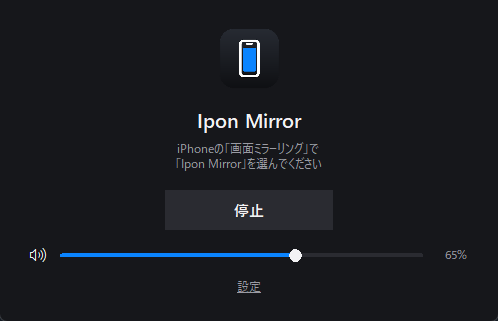 Ipon Mirror
iPhoneの「画面ミラーリング」で
「Ipon Mirror」を選んでください
停止
65%
設定